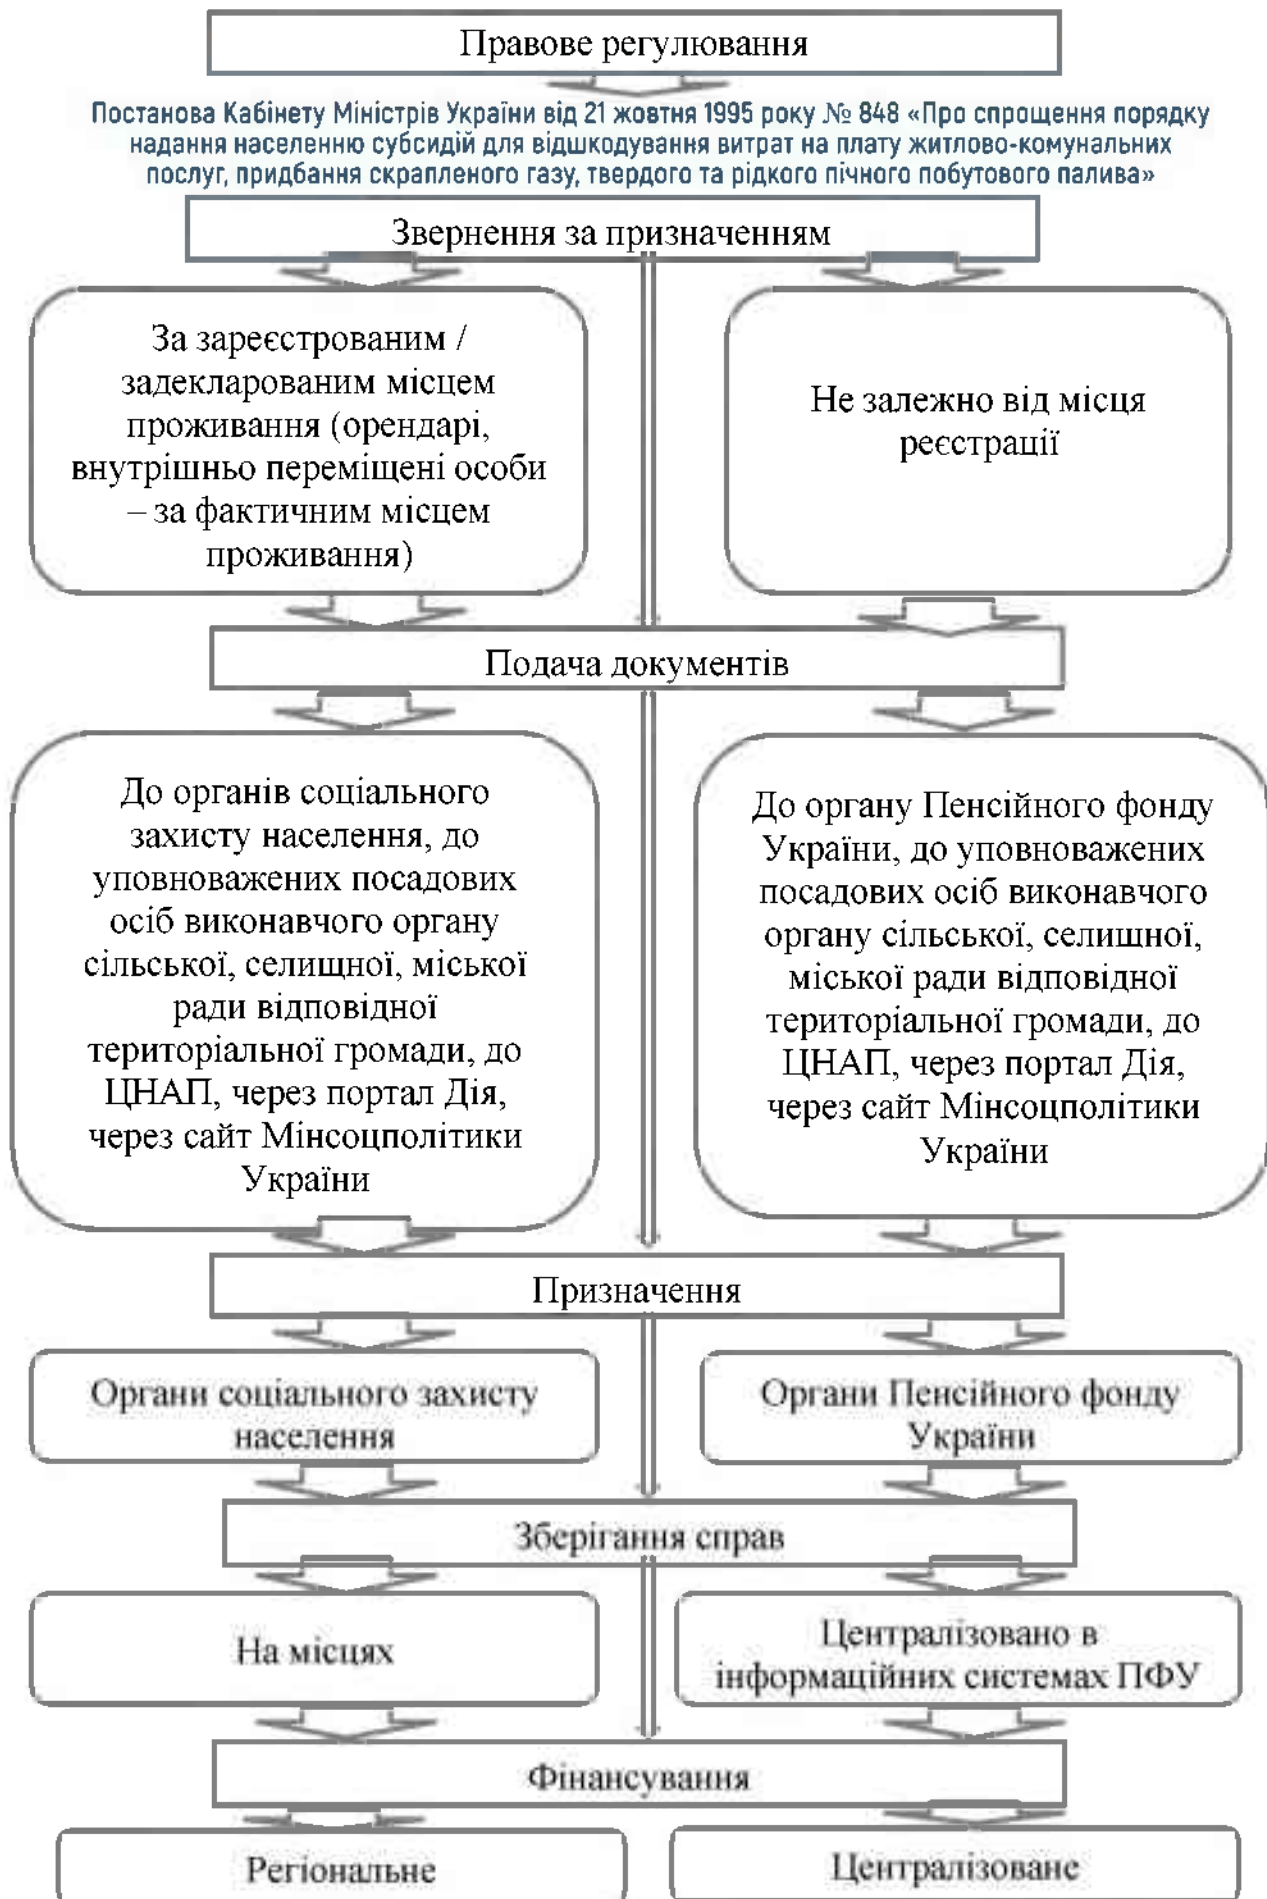 Правове регулювання
Постанова Кабінету Міністрів України від 21 жовтня 1995 року № 848 «Про спрощення порядку
надання населенню субсидій для відшкодування витрат на плату житлово-комунальних
послуг, придбання скрапленого газу, твердого та рідкого пічного побутового палива»
Звернення за призначенням
За зареєстрованим /
задекларованим місцем
проживання (орендарі,
внутрішньо переміщені особи
– за фактичним місцем
проживання)
Не залежно від місця
реєстрації
Подача документів
До органів соціального
захисту населення, до
уповноважених посадових
осіб виконавчого органу
сільської, селищної, міської
ради відповідної
територіальної громади, до
ЦНАП, через портал Дія,
через сайт Мінсоцполітики
України
До органу Пенсійного фонду
України, до уповноважених
посадових осіб виконавчого
органу сільської, селишної,
міської ради відповідної
територіальної громади, до
ЦНАП, через портал Дія,
через сайт Мінсоцполітики
України
Призначення
Органи соціального захисту
населення
Органи Пенсійного фонду
України
Зберігання справ
На місцях
Централізовано в
інформаційних системах ПФУ
Фінансування
Регіональне
Централізоване